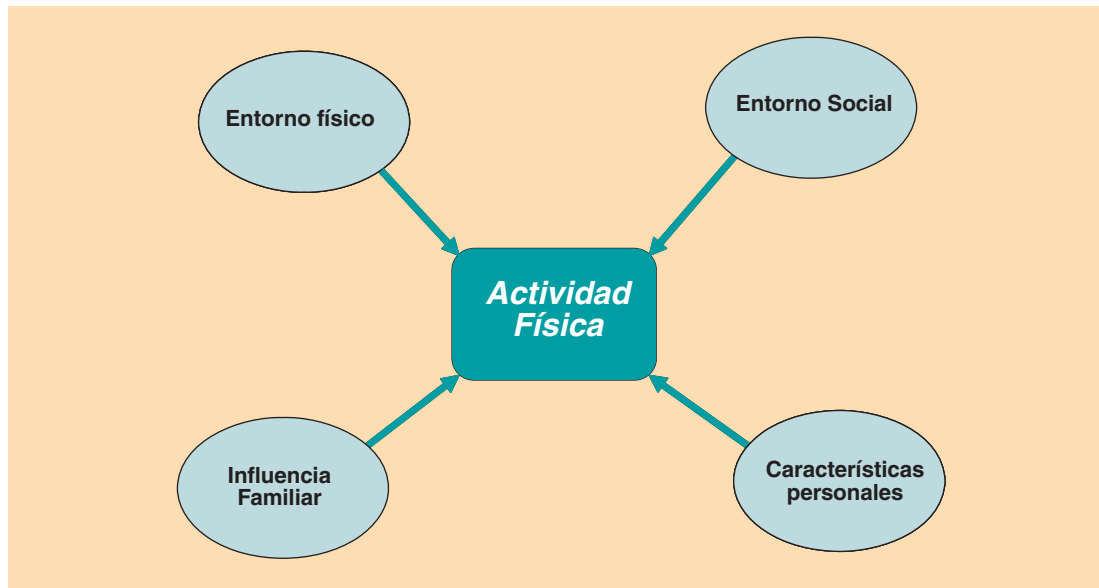 Entorno físico
Entorno Social
Actividad
Física
Influencia
Familiar
Características
personales